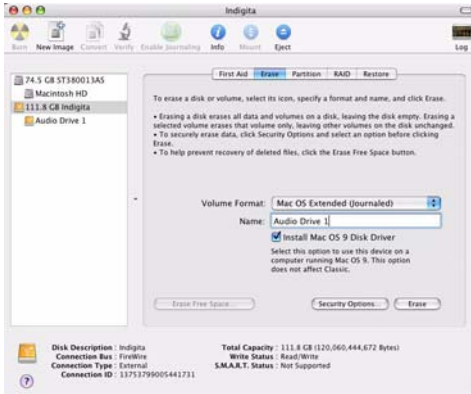 Indigita
Burn New Image Convert Verify Enable Journaling Info Mount Eject Log
First Aid Erase Partition RAID Restore
74.5 GB ST380013AS
Macintosh HD
111.8 GB Indigita
Audio Drive 1
To erase a disk or volume, select its icon, specify a format and name, and click Erase.
• Erasing a disk erases all data and volumes on a disk, leaving the disk empty. Erasing a
selected volume erases that volume only, leaving other volumes on the disk unchanged.
• To securely erase data, click Security Options and select an option before clicking
Erase.
• To help prevent recovery of deleted files, click the Erase Free Space button.
Volume Format: Mac OS Extended (Journaled)
Name: Audio Drive 1
Install Mac OS 9 Disk Driver
Select this option to use this device on a
computer running Mac OS 9. This option
does not affect Classic.
Erase Free Space... Security Options... Erase
Disk Description : Indigita
Connection Bus : FireWire
Connection Type : External
Connection ID : 13753799005441731
Total Capacity : 111.8 GB (120,060,444,672 Bytes)
Write Status : Read/Write
S.M.A.R.T. Status : Not Supported
?